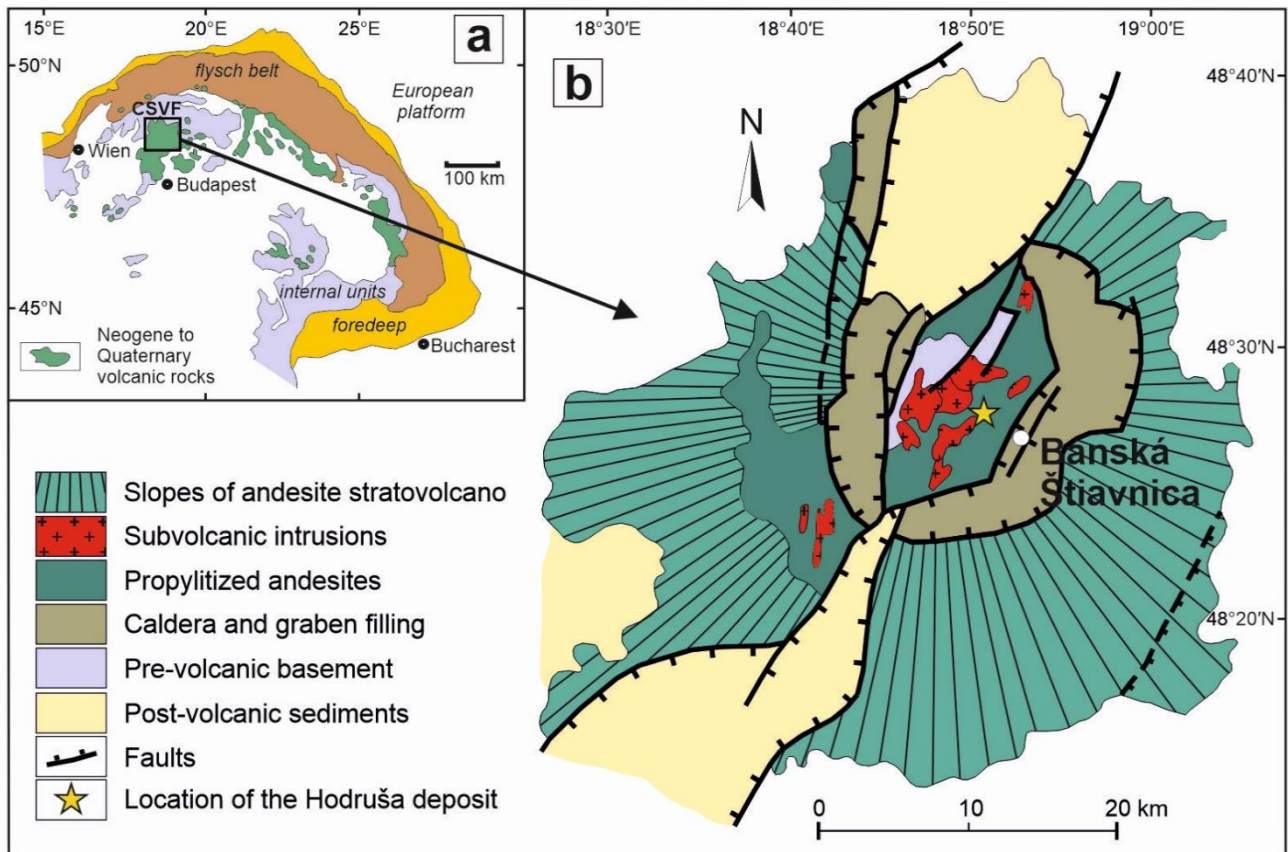 15°E
20°E
25°E
50°N
45°N
a
flysch belt
European
platform
CSVF
Wien
Budapest
100 km
internal units
foredeep
Bucharest
Neogene to
Quaternary
volcanic rocks
18°30′E
18°40′E
18°50′E
19°00′E
b
N
48°40′N
48°30′N
48°20′N
Banská
Štiavnica
0 10 20 km
Slopes of andesite stratovolcano
Subvolcanic intrusions
Propylitized andesites
Caldera and graben filling
Pre-volcanic basement
Post-volcanic sediments
Faults
Location of the Hodruša deposit